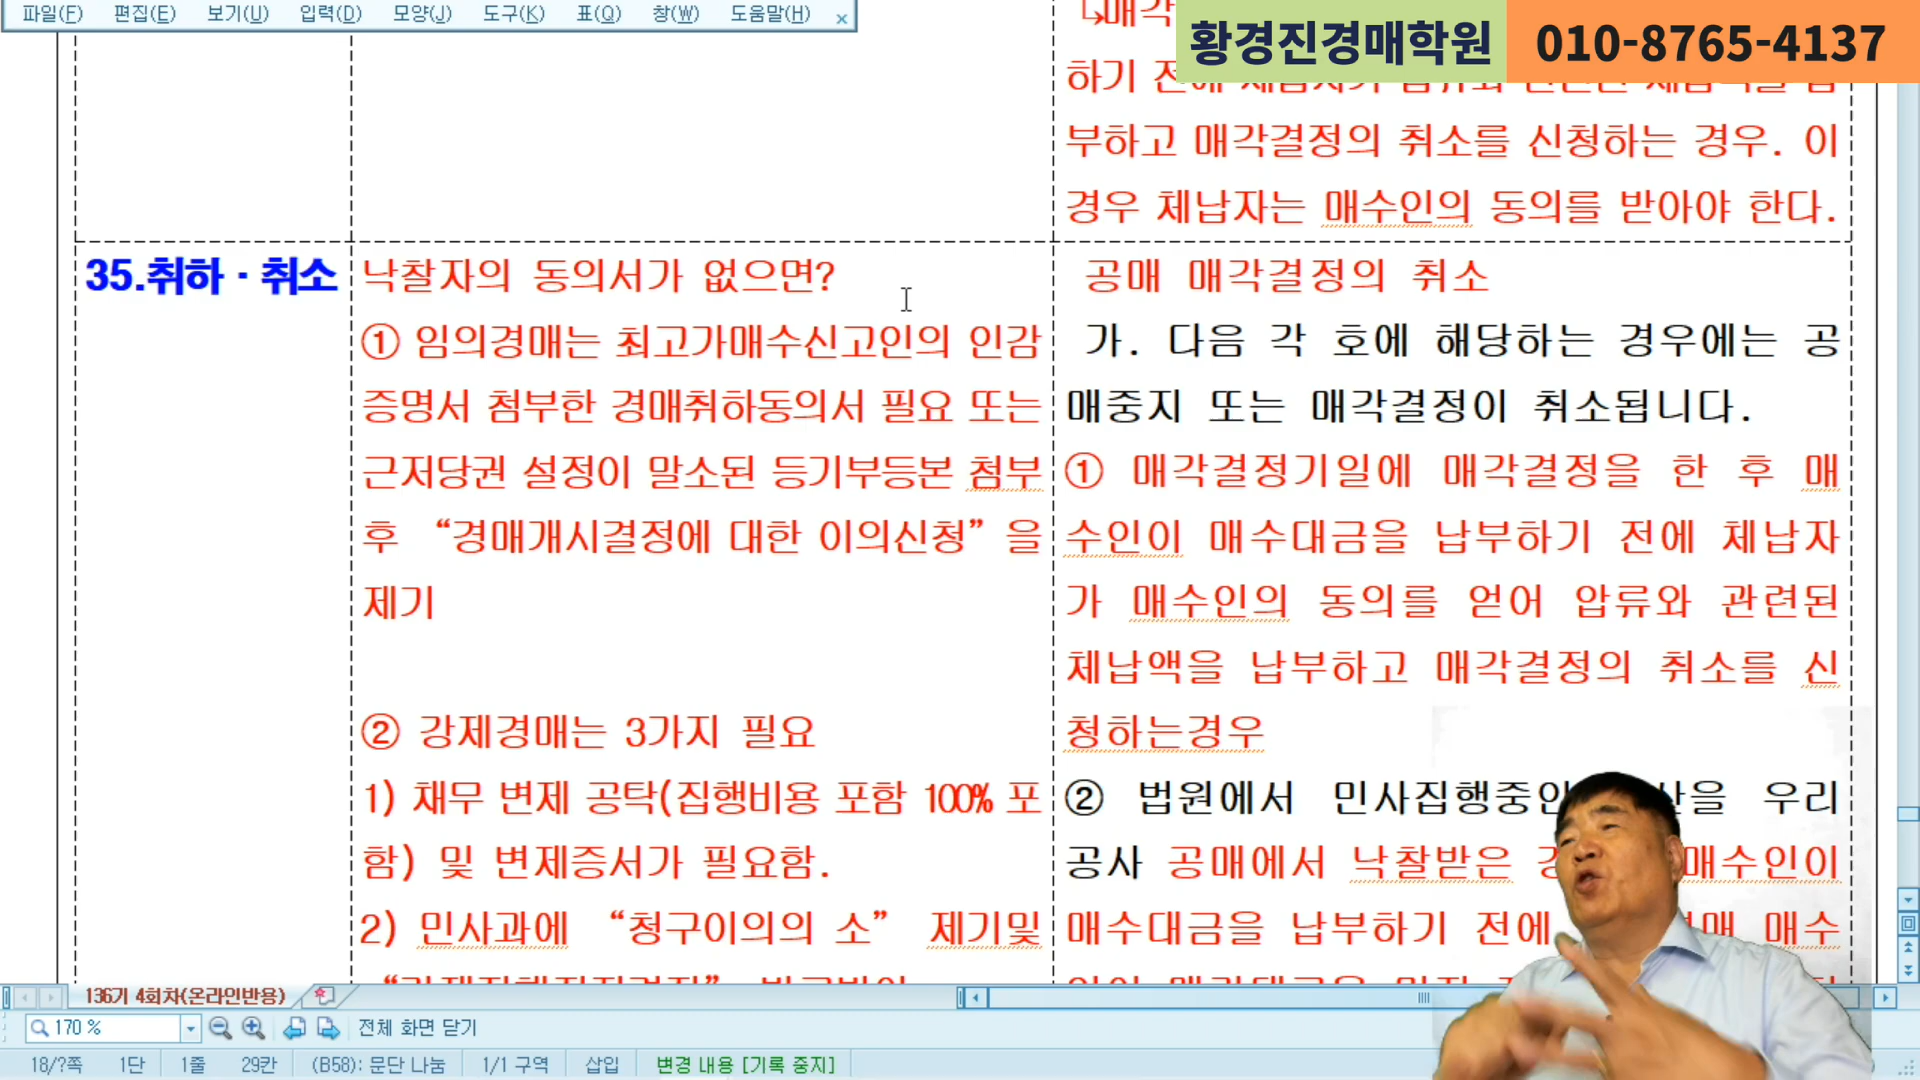 파일(F) 편집(E) 보기(U) 입력(D) 모양(J) 도구(K) 표(Q) 창(W) 도움말(H)
황경진경매학원 010-8765-4137
↳매각
하기 전에
부하고 매각결정의 취소를 신청하는 경우. 이
경우 체납자는 매수인의 동의를 받아야 한다.
35.취하 · 취소
낙찰자의 동의서가 없으면?
① 임의경매는 최고가매수신고인의 인감
증명서 첨부한 경매취하동의서 필요 또는
근저당권 설정이 말소된 등기부등본 첨부
후 “경매개시결정에 대한 이의신청”을
제기
② 강제경매는 3가지 필요
1) 채무 변제 공탁(집행비용 포함 100% 포
함) 및 변제증서가 필요함.
2) 민사과에 “청구이의의 소” 제기및
공매 매각결정의 취소
가. 다음 각 호에 해당하는 경우에는 공
매중지 또는 매각결정이 취소됩니다.
① 매각결정기일에 매각결정을 한 후 매
수인이 매수대금을 납부하기 전에 체납자
가 매수인의 동의를 얻어 압류와 관련된
체납액을 납부하고 매각결정의 취소를 신
청하는경우
② 법원에서 민사집행중인 우리
공사 공매에서 낙찰받은 매수인이
매수대금을 납부하기 전에 매수
136기 4회차(온라인반용)
170 % 전체 화면 닫기
18/?쪽 1단 1줄 29칸 (B58): 문단 나눔 1/1 구역 삽입 변경 내용 [기록 중지]